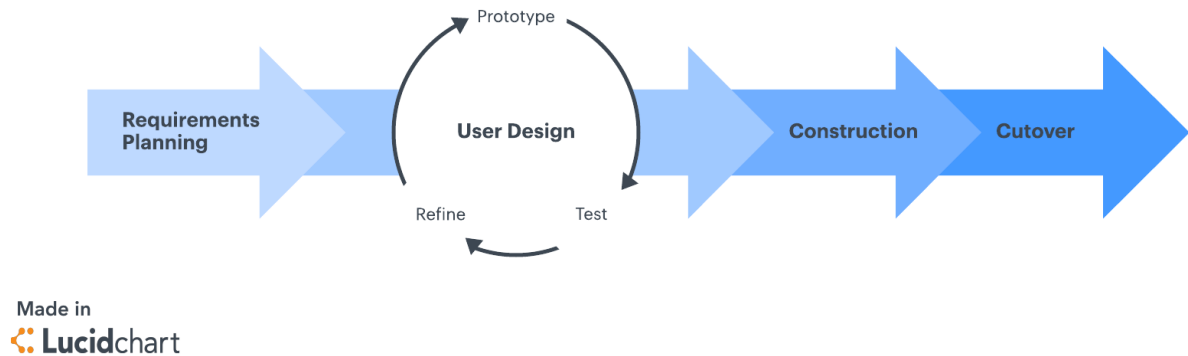 Prototype
Requirements
Planning
User Design
Construction
Cutover
Refine
Test
Made in
Lucidchart